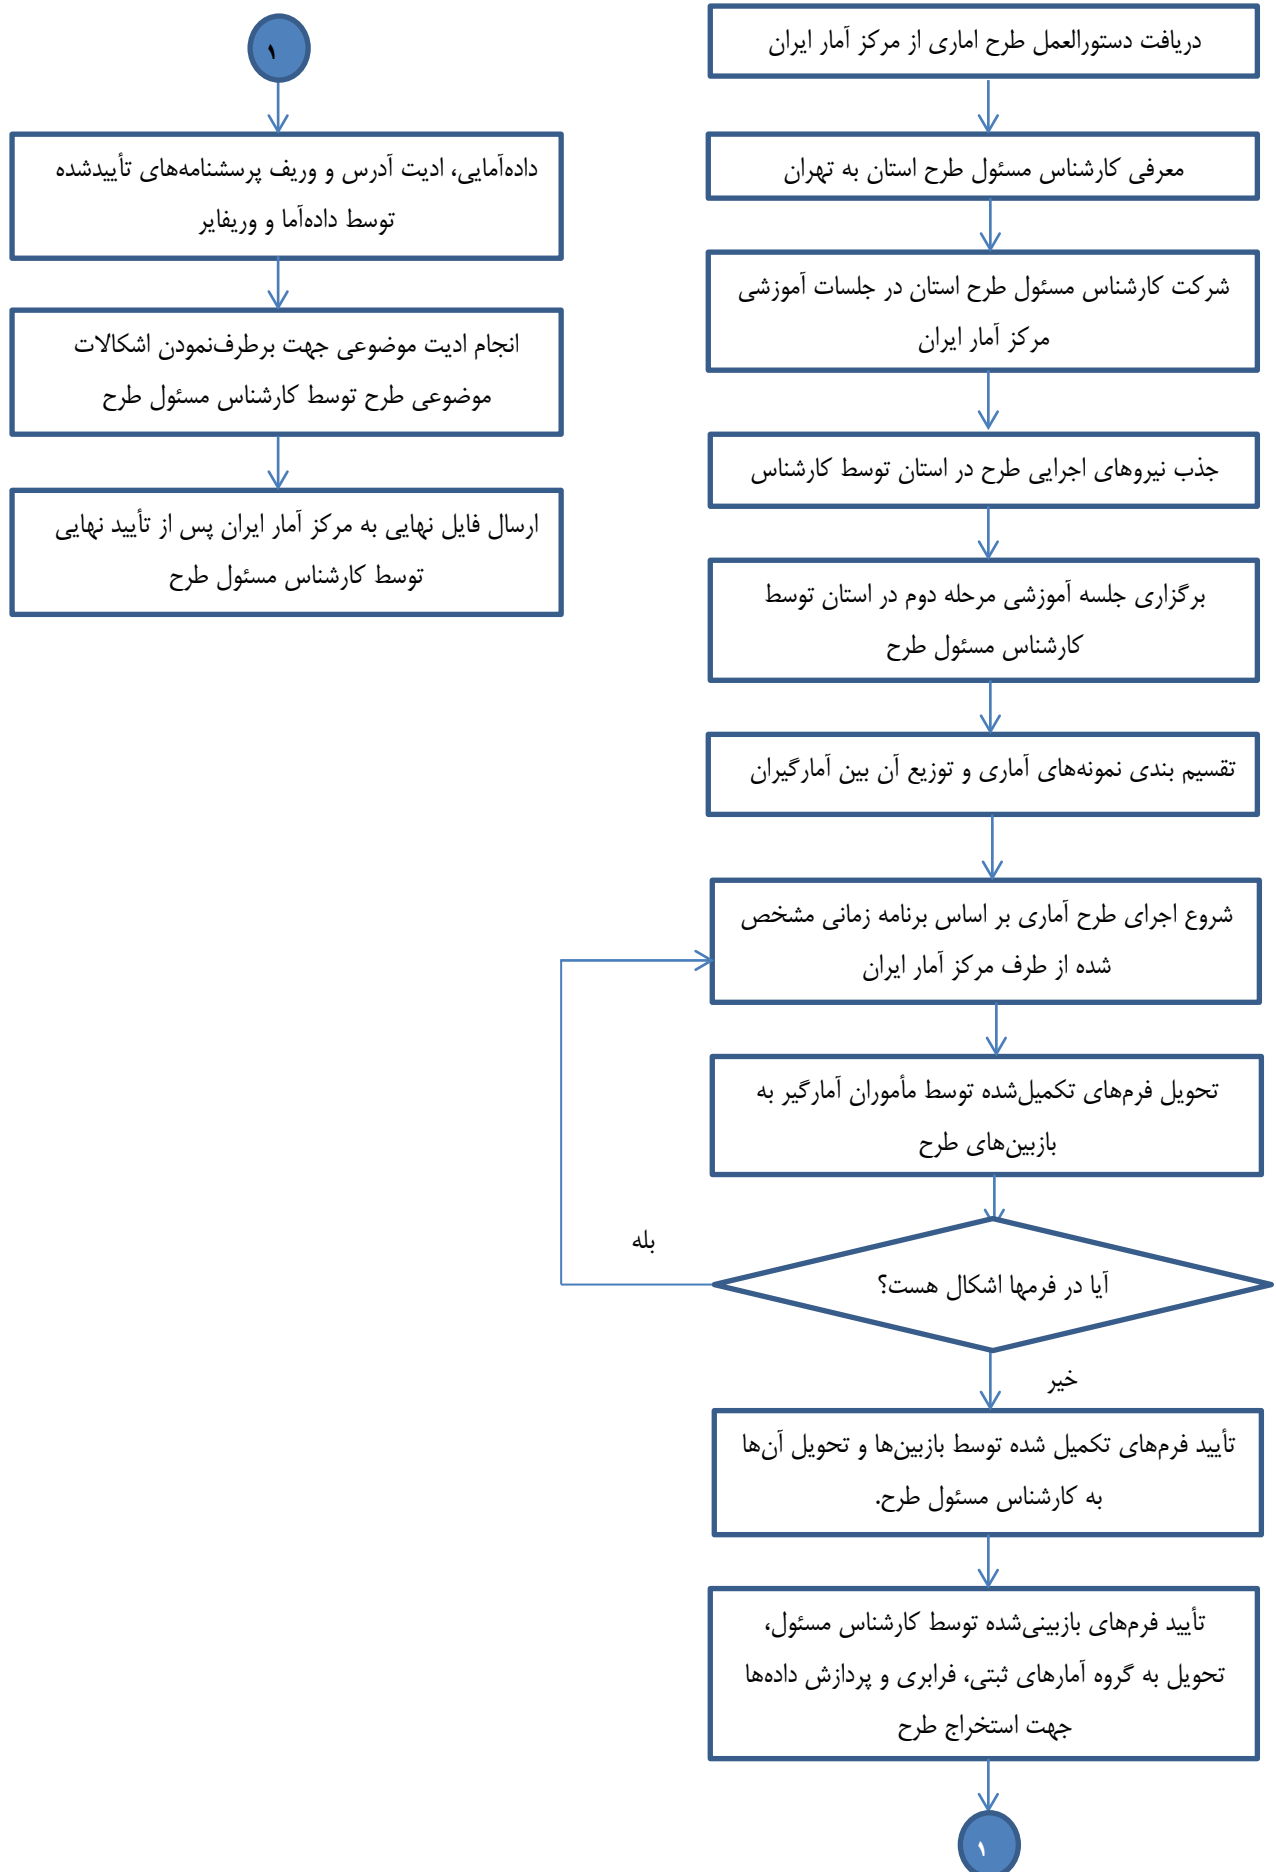 دریافت دستورالعمل طرح اماری از مرکز آمار ایران
معرفی کارشناس مسئول طرح استان به تهران
شرکت کارشناس مسئول طرح استان در جلسات آموزشی
مرکز آمار ایران
جذب نیروهای اجرایی طرح در استان توسط کارشناس
برگزاری جلسه آموزشی مرحله دوم در استان توسط
کارشناس مسئول طرح
تقسیم بندی نمونه‌های آماری و توزیع آن بین آمارگیران
شروع اجرای طرح آماری بر اساس برنامه زمانی مشخص
شده از طرف مرکز آمار ایران
تحویل فرم‌های تکمیل‌شده توسط مأموران آمارگیر به
بازبین‌های طرح
آیا در فرمها اشکال هست؟
بله
خیر
تأیید فرم‌های تکمیل شده توسط بازبین‌ها و تحویل آن‌ها
به کارشناس مسئول طرح.
تأیید فرم‌های بازبینی‌شده توسط کارشناس مسئول،
تحویل به گروه آمارهای ثبتی، فرابری و پردازش داده‌ها
جهت استخراج طرح
۱
۱
داده‌آمایی، ادیت آدرس و وریف پرسشنامه‌های تأییدشده
توسط داده‌آما و وریفایر
انجام ادیت موضوعی جهت برطرف‌نمودن اشکالات
موضوعی طرح توسط کارشناس مسئول طرح
ارسال فایل نهایی به مرکز آمار ایران پس از تأیید نهایی
توسط کارشناس مسئول طرح